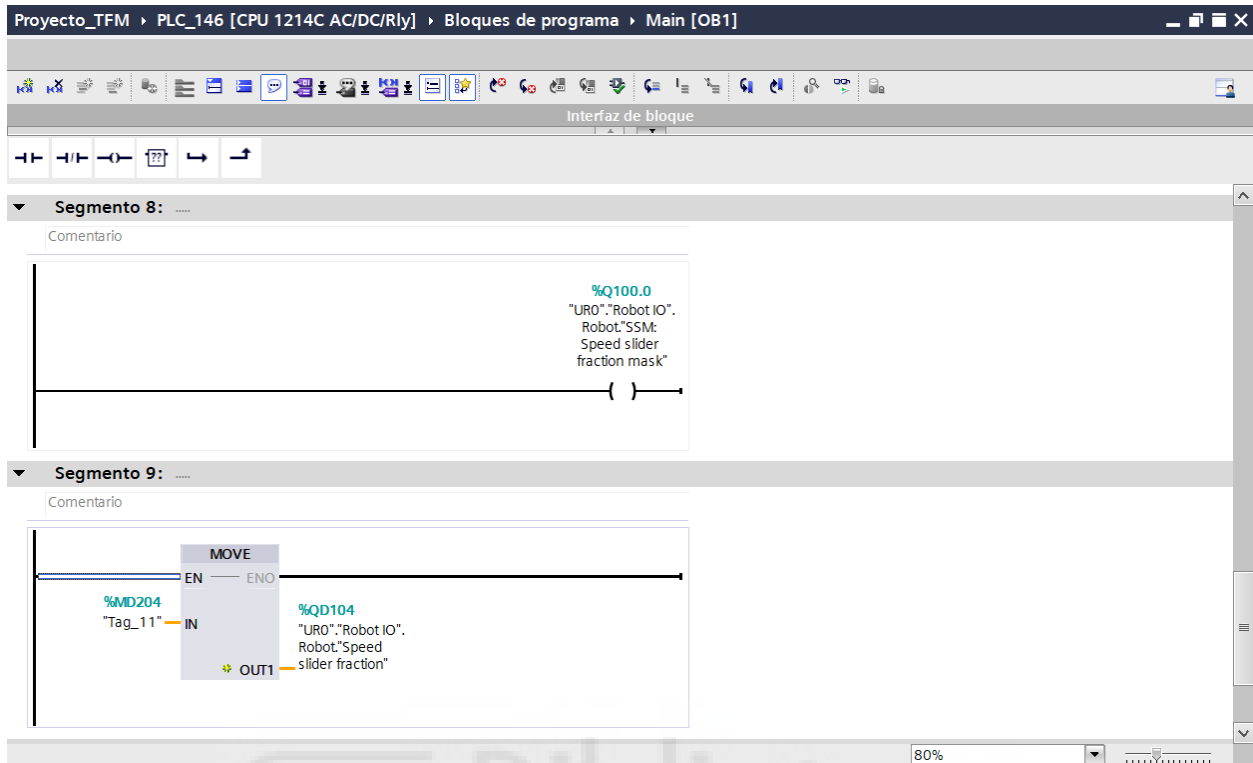 Proyecto_TFM ▸ PLC_146 [CPU 1214C AC/DC/Rly] ▸ Bloques de programa ▸ Main [OB1]
Interfaz de bloque
??
Segmento 8: .....
Comentario
%Q100.0
"UR0"."Robot IO".
Robot."SSM:
Speed slider
fraction mask"
Segmento 9: .....
Comentario
MOVE
EN ENO
%MD204
"Tag_11" IN
%QD104
"UR0"."Robot IO".
Robot."Speed
slider fraction"
OUT1
80%